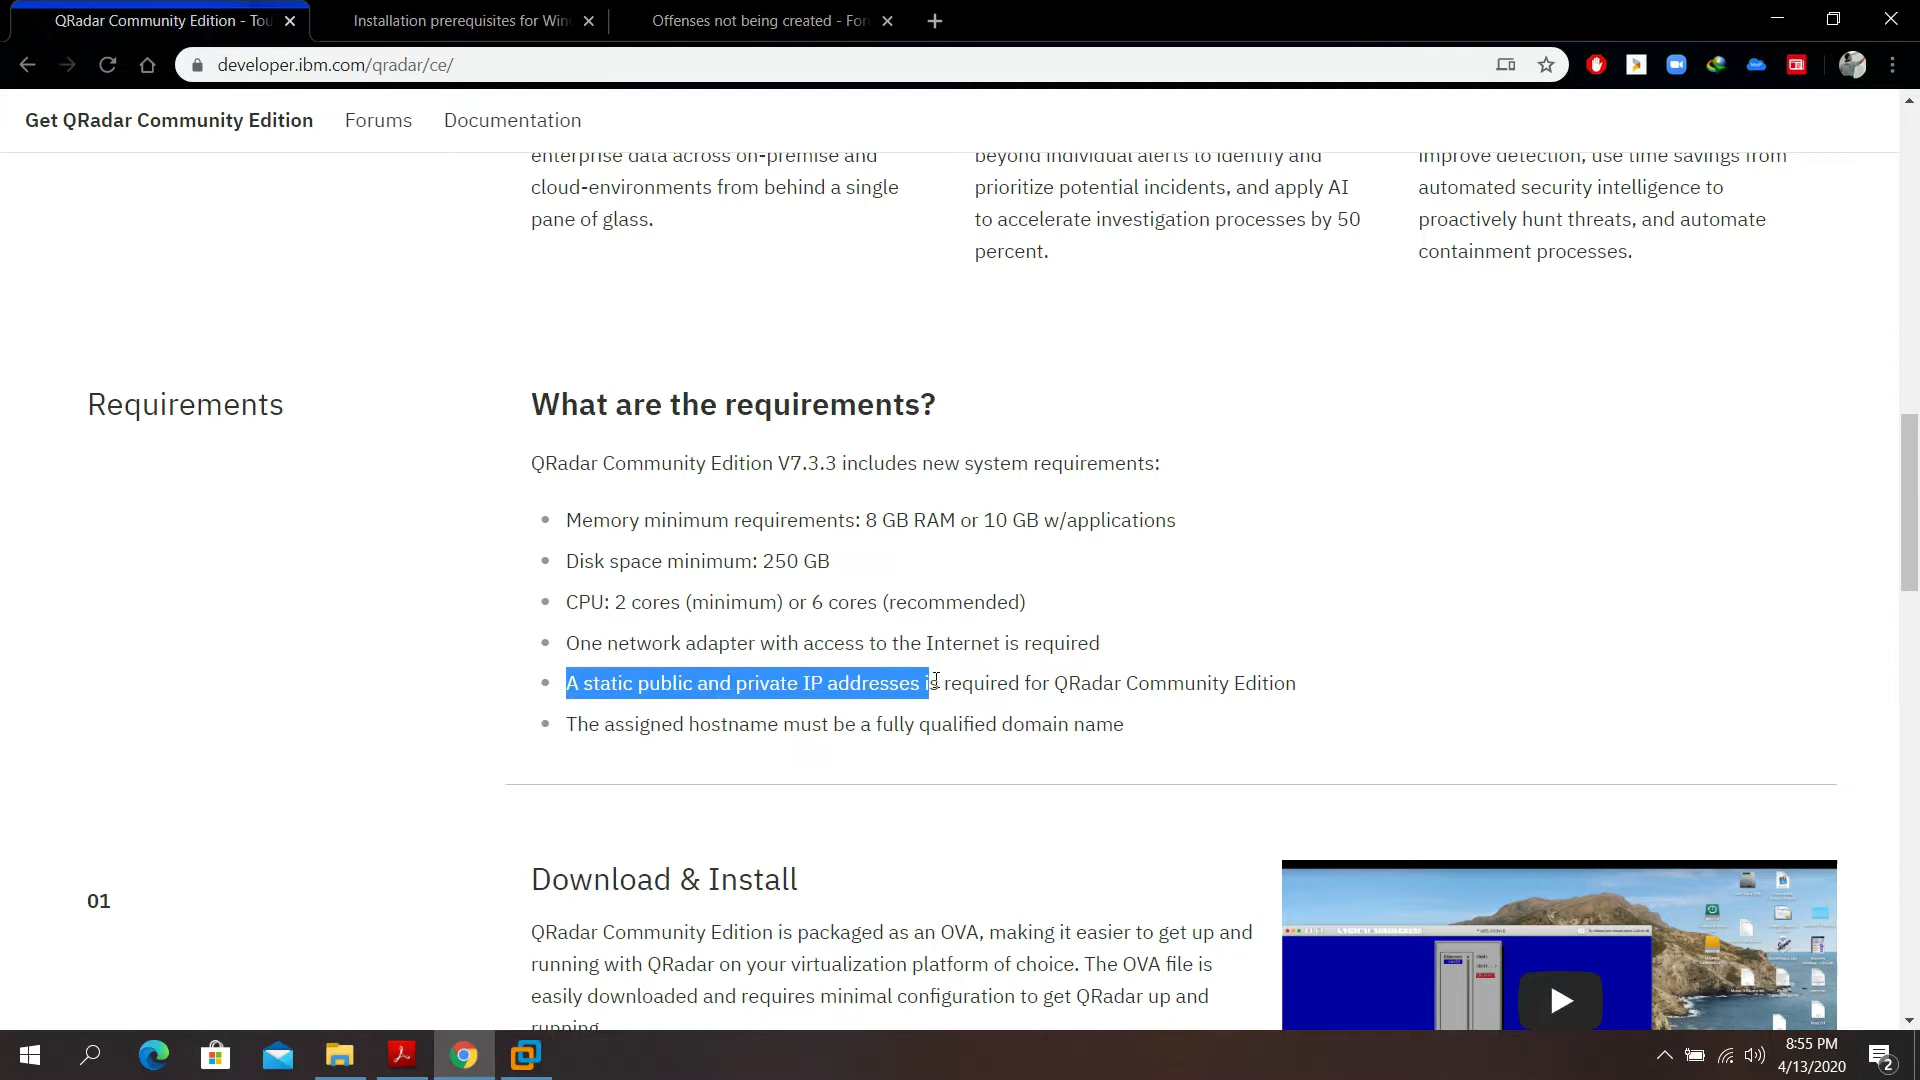 QRadar Community Edition - Tou
Installation prerequisites for Win
Offenses not being created - For
developer.ibm.com/qradar/ce/
Get QRadar Community Edition
Forums
Documentation
enterprise data across on-premise and
cloud-environments from behind a single
pane of glass.
beyond individual alerts to identify and
prioritize potential incidents, and apply AI
to accelerate investigation processes by 50
percent.
improve detection, use time savings from
automated security intelligence to
proactively hunt threats, and automate
containment processes.
Requirements
What are the requirements?
QRadar Community Edition V7.3.3 includes new system requirements:
Memory minimum requirements: 8 GB RAM or 10 GB w/applications
Disk space minimum: 250 GB
CPU: 2 cores (minimum) or 6 cores (recommended)
One network adapter with access to the Internet is required
A static public and private IP addresses is required for QRadar Community Edition
The assigned hostname must be a fully qualified domain name
01
Download & Install
QRadar Community Edition is packaged as an OVA, making it easier to get up and
running with QRadar on your virtualization platform of choice. The OVA file is
easily downloaded and requires minimal configuration to get QRadar up and
running.
8:55 PM
4/13/2020
2